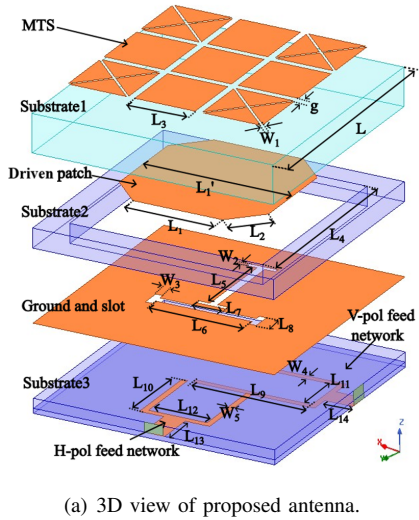 MTS
Substrate1
L3
g
W1
L
Driven patch
L1'
Substrate2
L1
L2
L4
W2
L5
W3
Ground and slot
L7
L6
L8
V-pol feed
network
W4
Substrate3
L10
L9
L11
L12
W5
L14
L13
H-pol feed network
Z
X
Y
(a) 3D view of proposed antenna.